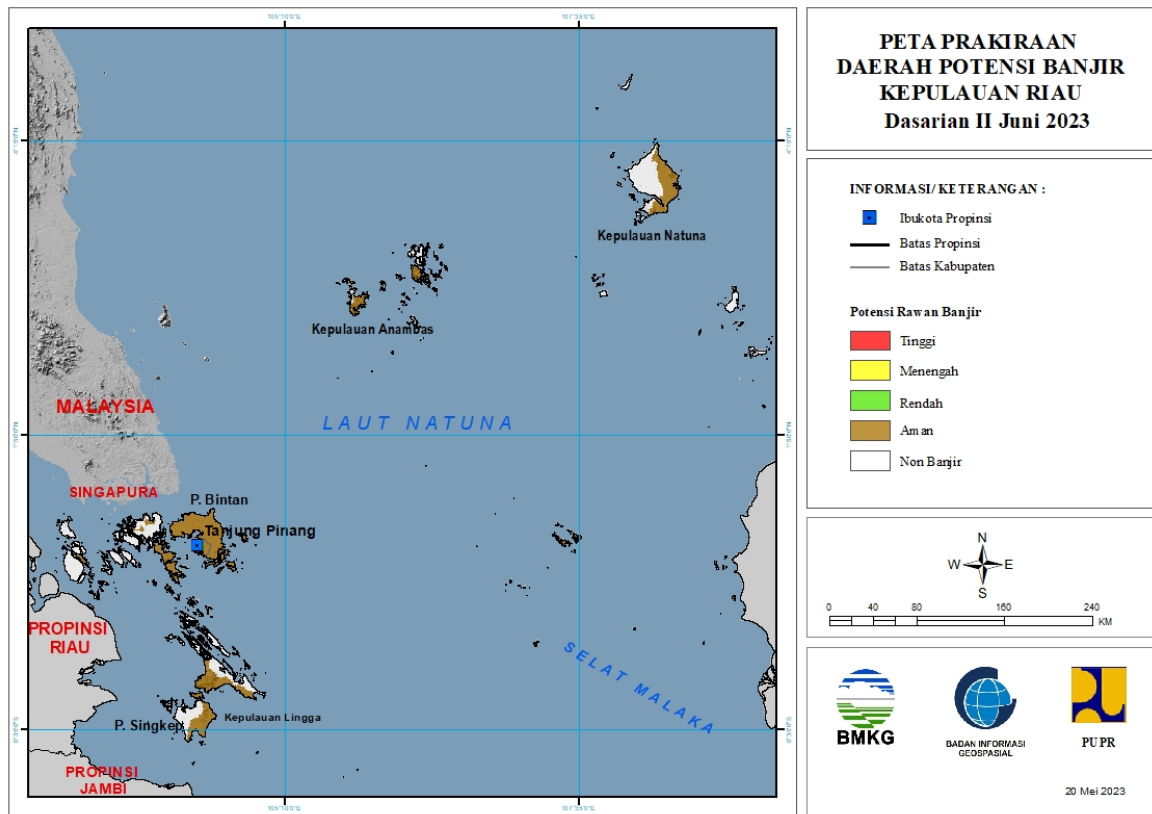 PETA PRAKIRAAN
DAERAH POTENSI BANJIR
KEPULAUAN RIAU
Dasarian II Juni 2023
INFORMASI/ KETERANGAN :
Ibukota Propinsi
Batas Propinsi
Batas Kabupaten
Potensi Rawan Banjir
Tinggi
Menengah
Rendah
Aman
Non Banjir
N
W E
S
0 40 80 160 240
KM
BMKG
BADAN INFORMASI
GEOSPASIAL
PUPR
20 Mei 2023
Kepulauan Natuna
Kepulauan Anambas
MALAYSIA
LAUT NATUNA
SINGAPURA
P. Bintan
Tanjung Pinang
PROPINSI
RIAU
SELAT MALAKA
P. Singkep
Kepulauan Lingga
PROPINSI
JAMBI